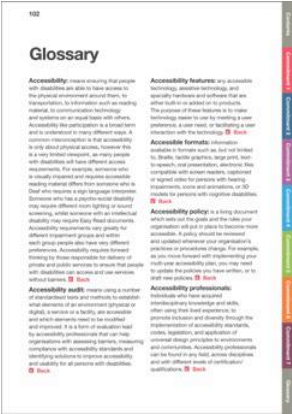 102
Glossary
Accessibility: means ensuring that people
with disabilities are able to have access to
the physical environment around them, to
transportation, to information such as reading
material, to communication technology
and systems on an equal basis with others.
Accessibility like participation is a broad term
and is understood in many different ways. A
common misconception is that accessibility
is only about physical access, however this
is a very limited viewpoint, as many people
with disabilities will have different access
requirements. For example, someone who
is visually impaired and requires accessible
reading material differs from someone who is
Deaf who requires a sign language interpreter.
Someone who has a psycho-social disability
may require different room lighting or sound
screening, whilst someone with an intellectual
disability may require Easy Read documents.
Accessibility requirements vary greatly for
different impairment groups and within
each group people also have very different
preferences. Accessibility requires forward
thinking by those responsible for delivery of
private and public services to ensure that people
with disabilities can access and use services
without barriers. Back
Accessibility audit: means using a number
of standardised tests and methods to establish
what elements of an environment (physical or
digital), a service or a facility, are accessible
and which elements need to be modified
and improved. It is a form of evaluation lead
by accessibility professionals that can help
organisations with assessing barriers, measuring
compliance with accessibility standards and
identifying solutions to improve accessibility
and usability for all persons with disabilities.
Back
Accessibility features: any accessible
technology, assistive technology, and
specialty hardware and software that are
either built-in or added on to products.
The purpose of these features is to make
technology easier to use by meeting a user
preference, a user need, or facilitating a user
interaction with the technology. Back
Accessible formats: information
available in formats such as, but not limited
to, Braille, tactile graphics, large print, text-
to-speech, oral presentation, electronic files
compatible with screen readers, captioned
or signed video for persons with hearing
impairments, icons and animations, or 3D
models for persons with cognitive disabilities.
Back
Accessibility policy: is a living document
which sets out the goals and the rules your
organisation will put in place to become more
accessible. A policy should be reviewed
and updated whenever your organisation's
practices or procedures change. For example,
as you move forward with implementing your
multi-year accessibility plan, you may need
to update the policies you have written, or to
draft new policies. Back
Accessibility professionals:
Individuals who have acquired
interdisciplinary knowledge and skills,
often using their lived experience, to
promote inclusion and diversity through the
implementation of accessibility standards,
codes, legislation, and application of
universal design principles to environments
and communities. Accessibility professionals
can be found in any field, across disciplines
and with different levels of certification/
qualifications. Back
Contents
Commitment 1
Commitment 2
Commitment 3
Commitment 4
Commitment 5
Commitment 6
Commitment 7
Glossary